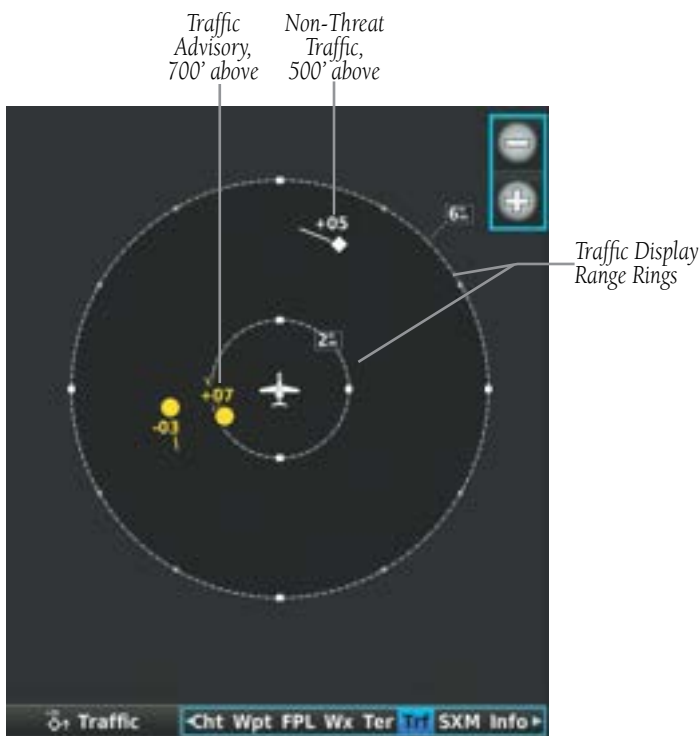 Traffic
Advisory,
700' above
Non-Threat
Traffic,
500' above
+05
6
Traffic Display
Range Rings
2
+07
-03
Traffic
Cht Wpt FPL Wx Ter Trf SXM Info